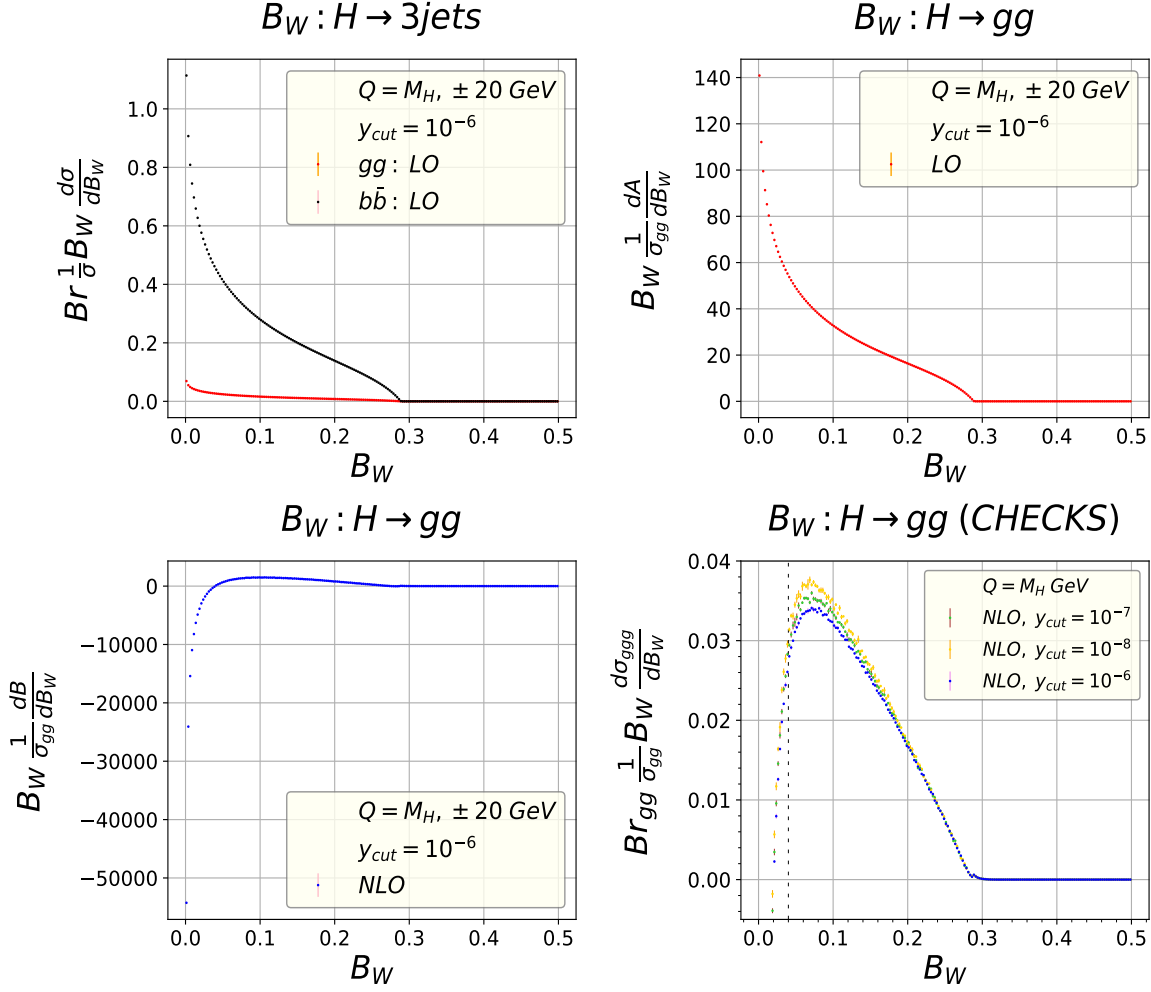 B_W : H → 3jets
Br 1/σ B_W dσ/dB_W
1.0
0.8
0.6
0.4
0.2
0.0
Q = M_H, ± 20 GeV
y_cut = 10^{-6}
gg : LO
bb̄ : LO
0.0 0.1 0.2 0.3 0.4 0.5
B_W
B_W : H → gg
B_W 1/σ_gg dA/dB_W
140
120
100
80
60
40
20
0
Q = M_H, ± 20 GeV
y_cut = 10^{-6}
LO
0.0 0.1 0.2 0.3 0.4 0.5
B_W
B_W : H → gg
B_W 1/σ_gg dB/dB_W
0
−10000
−20000
−30000
−40000
−50000
Q = M_H, ± 20 GeV
y_cut = 10^{-6}
NLO
0.0 0.1 0.2 0.3 0.4 0.5
B_W
B_W : H → gg (CHECKS)
Br_gg 1/σ_gg B_W dσ_ggg/dB_W
0.04
0.03
0.02
0.01
0.00
Q = M_H GeV
NLO, y_cut = 10^{-7}
NLO, y_cut = 10^{-8}
NLO, y_cut = 10^{-6}
0.0 0.1 0.2 0.3 0.4 0.5
B_W